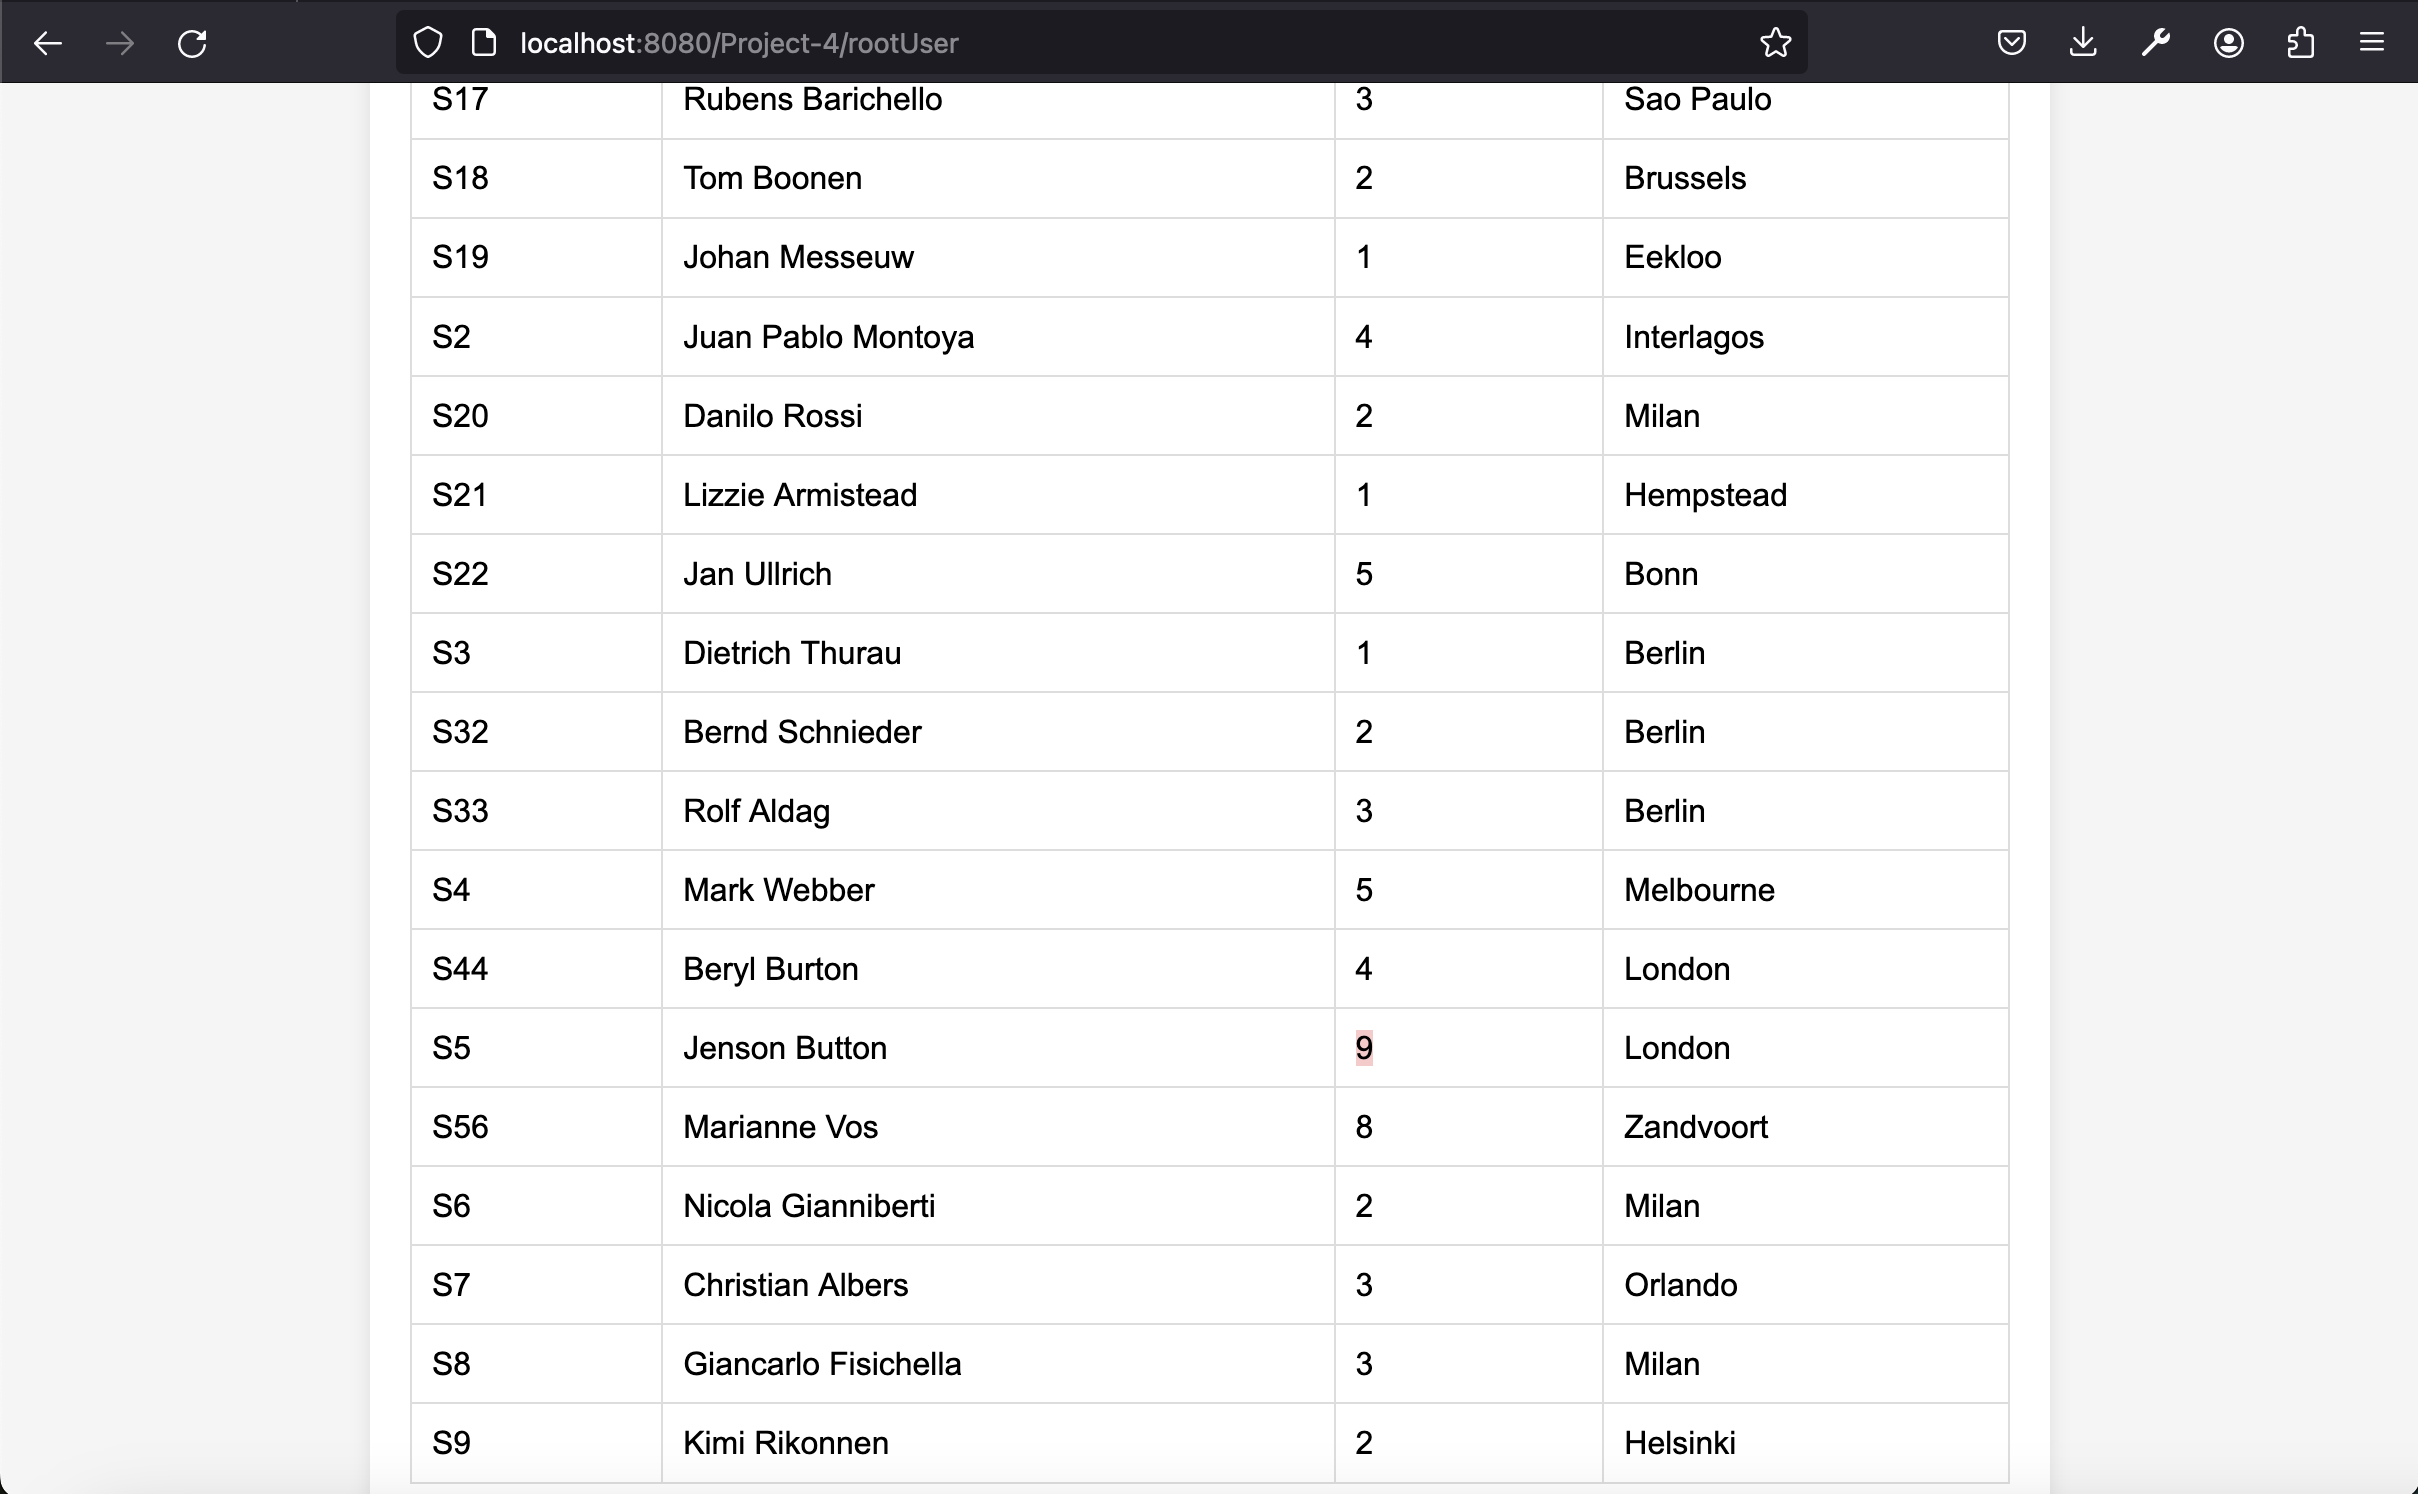 localhost:8080/Project-4/rootUser
S17 Rubens Barichello 3 Sao Paulo
S18 Tom Boonen 2 Brussels
S19 Johan Messeuw 1 Eekloo
S2 Juan Pablo Montoya 4 Interlagos
S20 Danilo Rossi 2 Milan
S21 Lizzie Armistead 1 Hempstead
S22 Jan Ullrich 5 Bonn
S3 Dietrich Thurau 1 Berlin
S32 Bernd Schnieder 2 Berlin
S33 Rolf Aldag 3 Berlin
S4 Mark Webber 5 Melbourne
S44 Beryl Burton 4 London
S5 Jenson Button 9 London
S56 Marianne Vos 8 Zandvoort
S6 Nicola Gianniberti 2 Milan
S7 Christian Albers 3 Orlando
S8 Giancarlo Fisichella 3 Milan
S9 Kimi Rikonnen 2 Helsinki